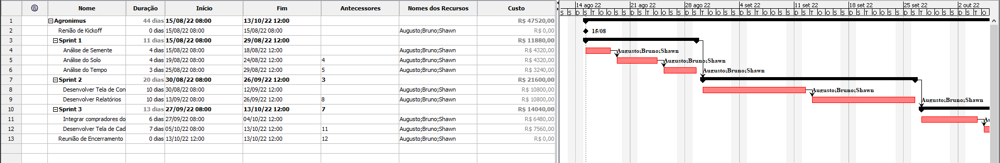 Nome Duração Início Fim Antecessores Nomes dos Recursos Custo
14 ago 22 21 ago 22 28 ago 22 4 set 22 11 set 22 18 set 22 25 set 22 2 out 22
S S D S T Q Q S S D S T Q Q S S D S T Q Q S S D S T Q Q S S D S T Q Q S S D S T Q Q S S D S T Q Q S S D S T Q
1 Agronimus 44 dias 15/08/22 08:00 13/10/22 12:00 R$ 47520,00
2 Renião de Kickoff 0 dias 15/08/22 08:00 15/08/22 08:00 Augusto;Bruno;Shawn R$ 0,00 15/08
3 Sprint 1 11 dias 15/08/22 08:00 29/08/22 12:00 R$ 11880,00
4 Análise de Semente 4 dias 15/08/22 08:00 18/08/22 12:00 Augusto;Bruno;Shawn R$ 4320,00 Augusto;Bruno;Shawn
5 Análise do Solo 4 dias 19/08/22 08:00 24/08/22 12:00 4 Augusto;Bruno;Shawn R$ 4320,00 Augusto;Bruno;Shawn
6 Análise do Tempo 3 dias 25/08/22 08:00 29/08/22 12:00 5 Augusto;Bruno;Shawn R$ 3240,00 Augusto;Bruno;Shawn
7 Sprint 2 20 dias 30/08/22 08:00 26/09/22 12:00 3 R$ 21600,00
8 Desenvolver Tela de Con 10 dias 30/08/22 08:00 12/09/22 12:00 Augusto;Bruno;Shawn R$ 10800,00 Augusto;Bruno;Shawn
9 Desenvolver Relatórios 10 dias 13/09/22 08:00 26/09/22 12:00 8 Augusto;Bruno;Shawn R$ 10800,00 Augusto;Bruno;Shawn
10 Sprint 3 13 dias 27/09/22 08:00 13/10/22 12:00 7 R$ 14040,00
11 Integrar compradores do 6 dias 27/09/22 08:00 04/10/22 12:00 Augusto;Bruno;Shawn R$ 6480,00 Au
12 Desenvolver Tela de Cad 7 dias 05/10/22 08:00 13/10/22 12:00 11 Augusto;Bruno;Shawn R$ 7560,00
13 Reunião de Encerramento 0 dias 13/10/22 12:00 13/10/22 12:00 12 Augusto;Bruno;Shawn R$ 0,00